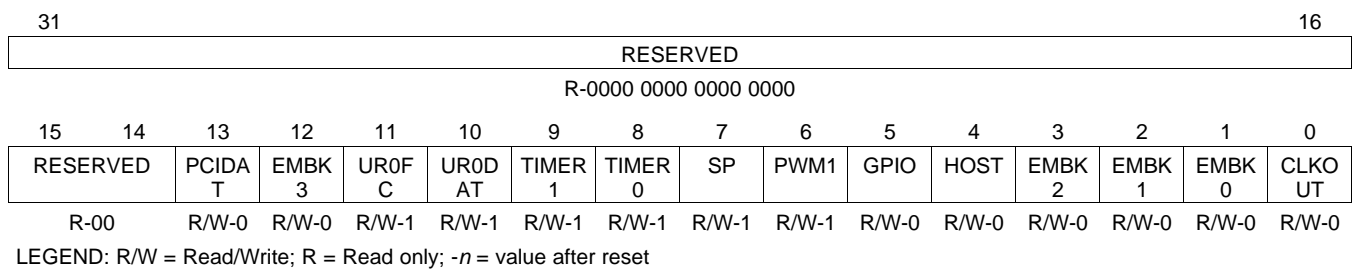 31 16
RESERVED
R-0000 0000 0000 0000
15 14 13 12 11 10 9 8 7 6 5 4 3 2 1 0
RESERVED PCIDA EMBK UR0F UR0D TIMER TIMER SP PWM1 GPIO HOST EMBK EMBK EMBK CLKO
T 3 C AT 1 0 2 1 0 UT
R-00 R/W-0 R/W-0 R/W-1 R/W-1 R/W-1 R/W-1 R/W-1 R/W-1 R/W-0 R/W-0 R/W-0 R/W-0 R/W-0 R/W-0
LEGEND: R/W = Read/Write; R = Read only; -n = value after reset